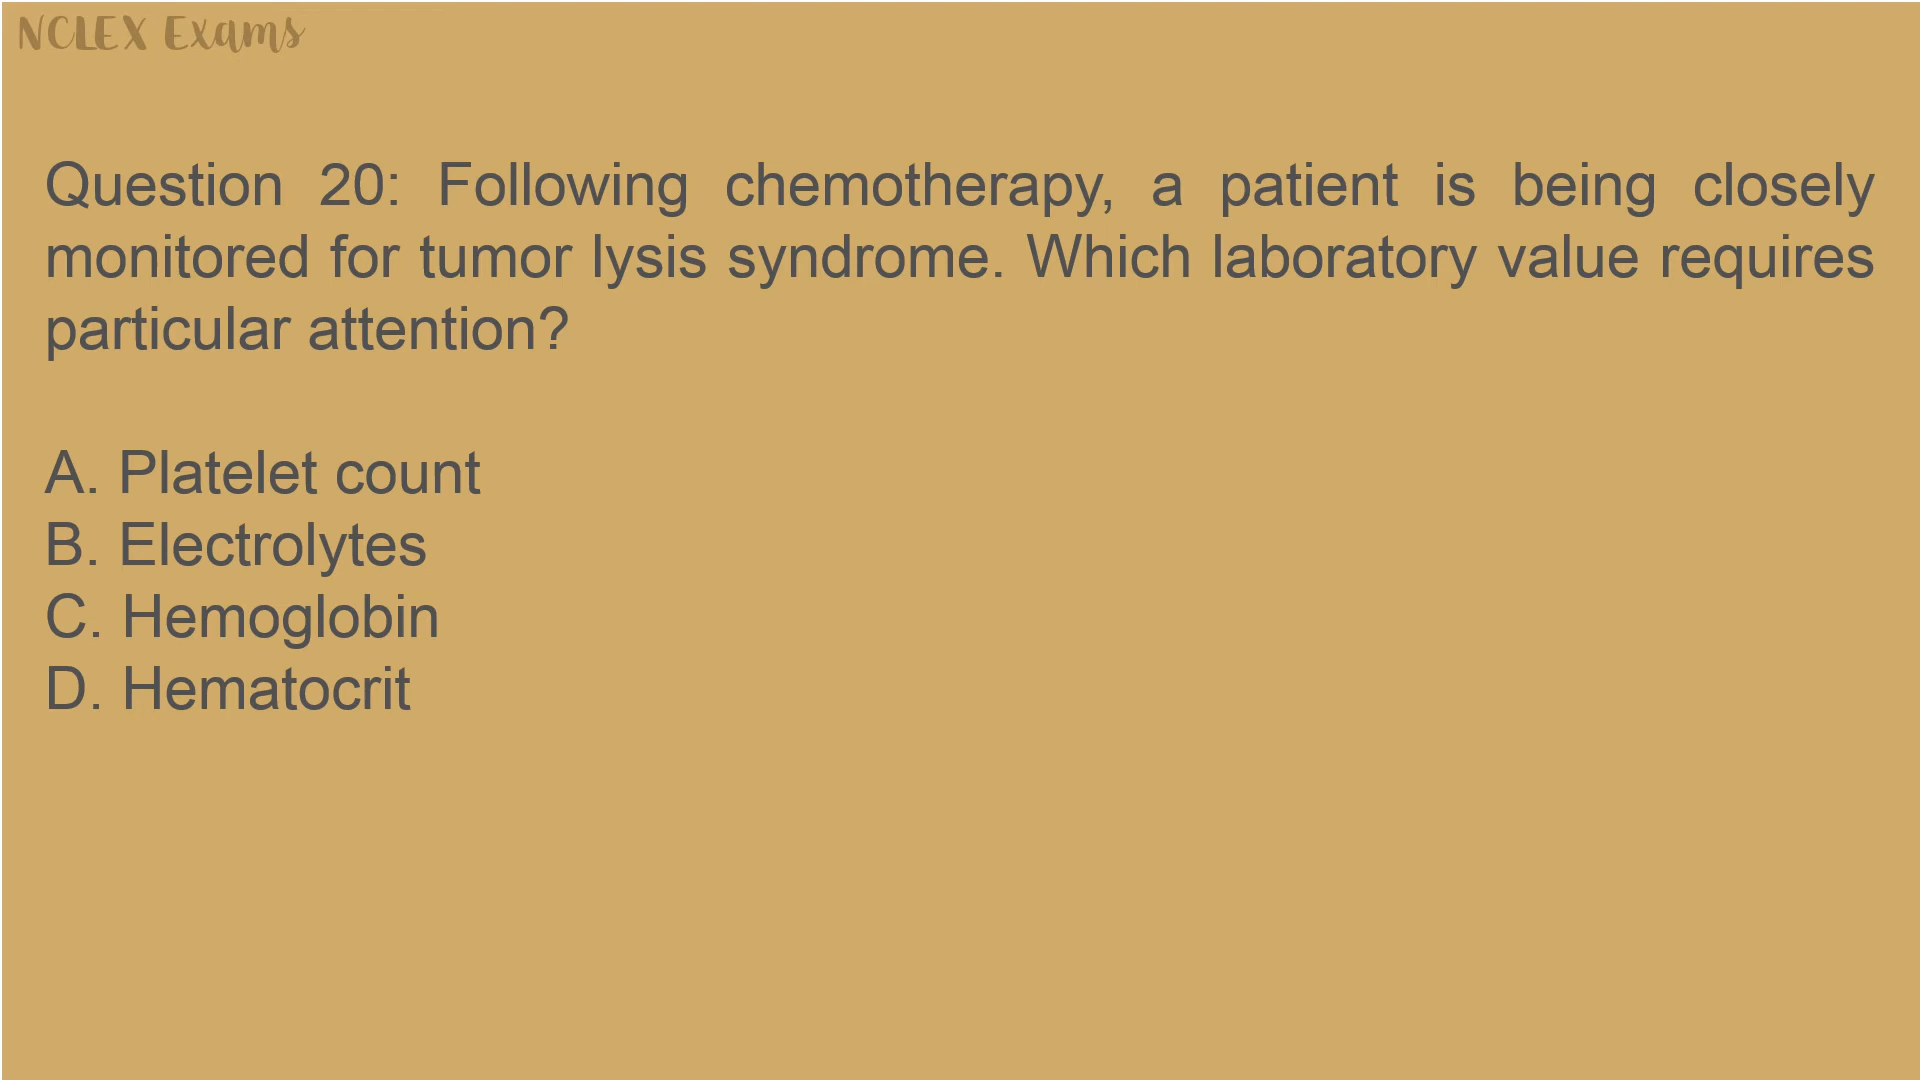 NCLEX Exams
Question 20: Following chemotherapy, a patient is being closely
monitored for tumor lysis syndrome. Which laboratory value requires
particular attention?
A. Platelet count
B. Electrolytes
C. Hemoglobin
D. Hematocrit